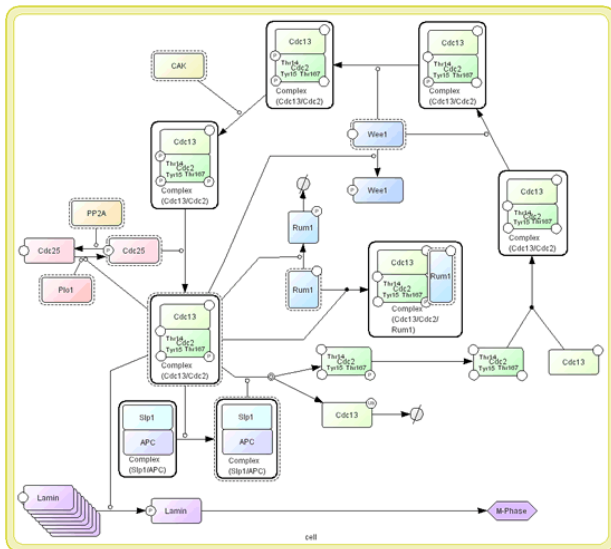 Cdc13
Cdc2
Thr14
Tyr15 Thr167
Complex
(Cdc13/Cdc2)
Cdc13
Cdc2
Thr14
Tyr15 Thr167
Complex
(Cdc13/Cdc2)
CAK
P
P
Cdc13
Cdc2
Thr14
Tyr15 Thr167
Complex
(Cdc13/Cdc2)
P
P
P
Wee1
P
Wee1
Cdc13
Cdc2
Thr14
Tyr15 Thr167
Complex
(Cdc13/Cdc2)
PP2A
Cdc25
P
Cdc25
Plo1
Rum1
P
Rum1
Cdc13
Cdc2
Thr14
Tyr15 Thr167
Rum1
Complex
(Cdc13/Cdc2/
Rum1)
P
Cdc13
Cdc2
Thr14
Tyr15 Thr167
Complex
(Cdc13/Cdc2)
P
Thr14
Cdc2
Tyr15 Thr167
P
Thr14
Cdc2
Tyr15 Thr167
Cdc13
Cdc13
Slp1
APC
Complex
(Slp1/APC)
Slp1
APC
Complex
(Slp1/APC)
Lamin
P
Lamin
M-Phase
cell